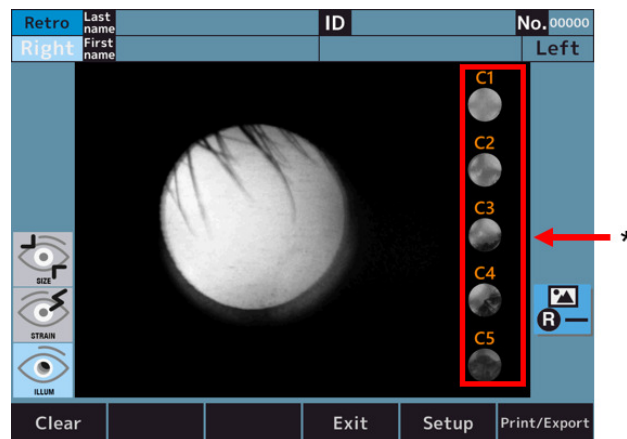 Retro Last name ID No. 00000
Right First name Left
C1
C2
C3
*
C4
C5
SIZE
STRAIN
R
ILLUM
Clear Exit Setup Print/Export